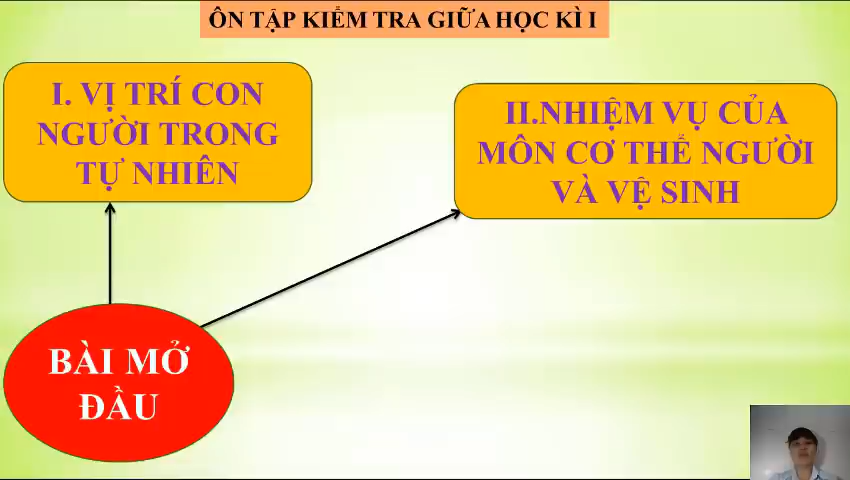 ÔN TẬP KIỂM TRA GIỮA HỌC KÌ I
I. VỊ TRÍ CON
NGƯỜI TRONG
TỰ NHIÊN
II.NHIỆM VỤ CỦA
MÔN CƠ THỂ NGƯỜI
VÀ VỆ SINH
BÀI MỞ
ĐẦU